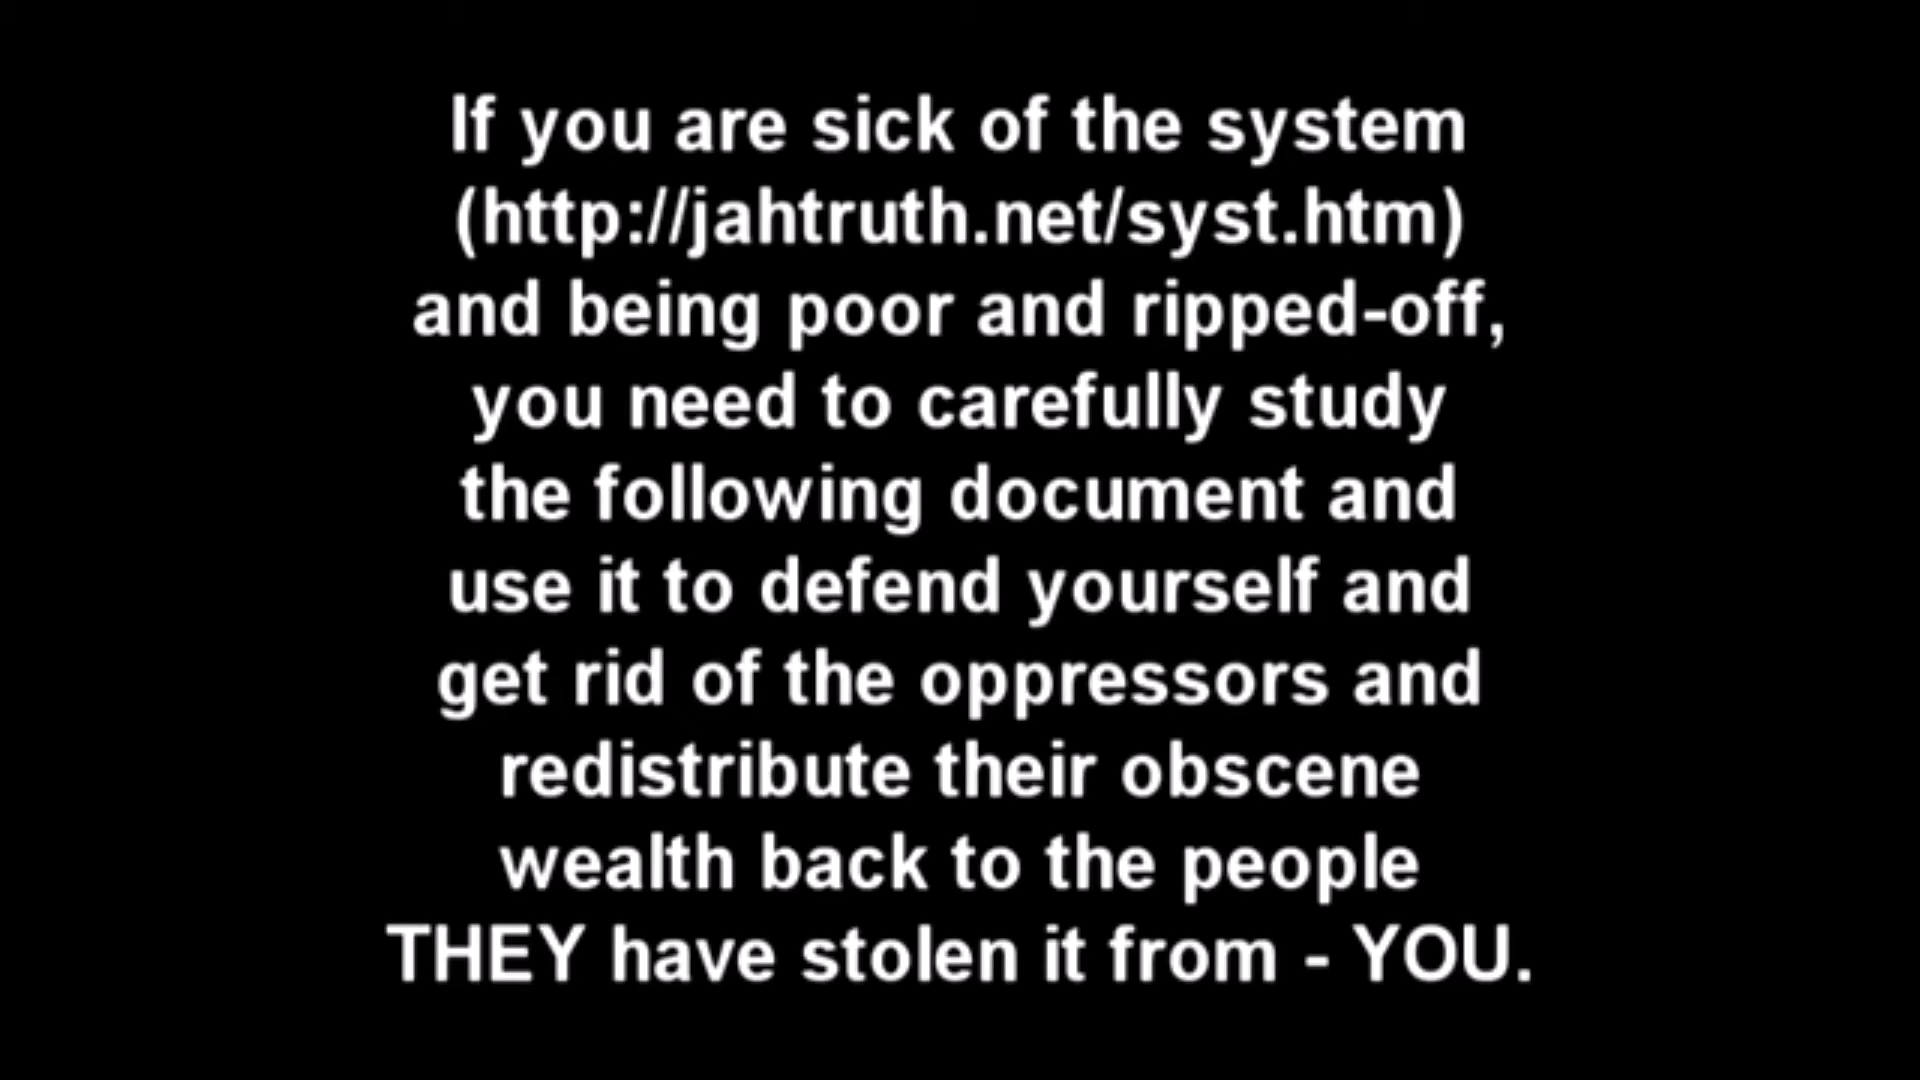 If you are sick of the system
(http://jahtruth.net/syst.htm)
and being poor and ripped-off,
you need to carefully study
the following document and
use it to defend yourself and
get rid of the oppressors and
redistribute their obscene
wealth back to the people
THEY have stolen it from - YOU.